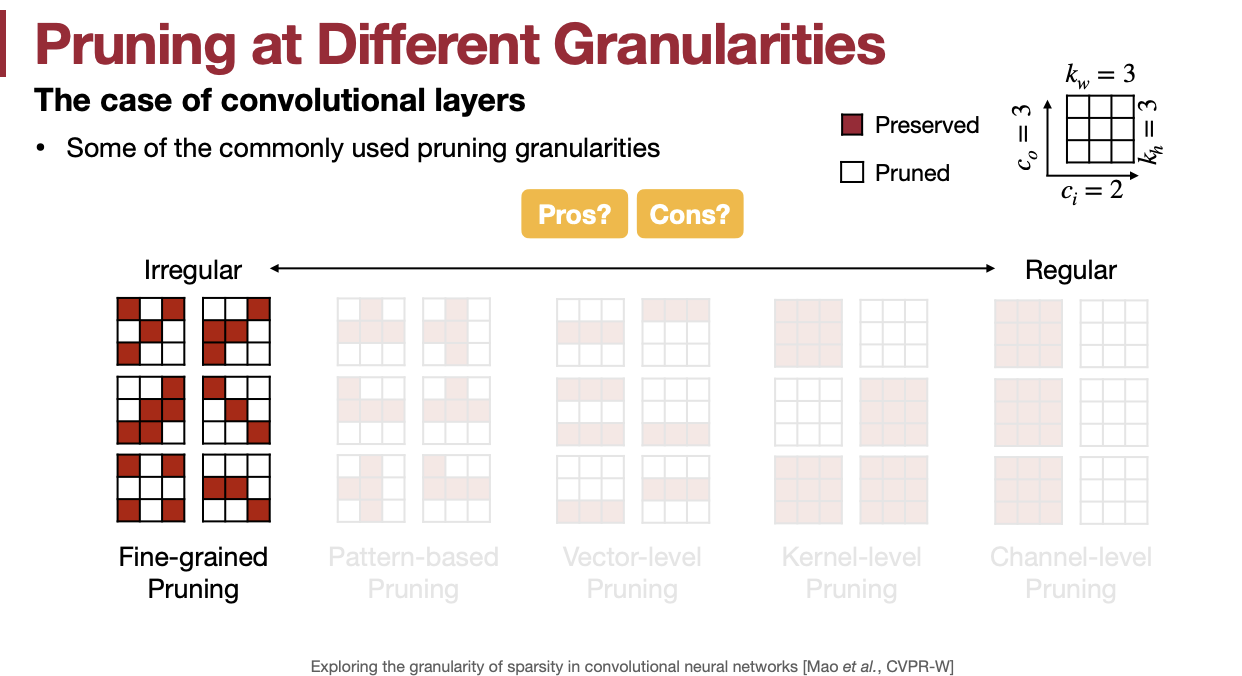 Pruning at Different Granularities
The case of convolutional layers
• Some of the commonly used pruning granularities
Preserved
Pruned
k_w = 3
c_o = 3
k_h = 3
c_i = 2
Pros?
Cons?
Irregular
Regular
Fine-grained
Pruning
Pattern-based
Pruning
Vector-level
Pruning
Kernel-level
Pruning
Channel-level
Pruning
Exploring the granularity of sparsity in convolutional neural networks [Mao et al., CVPR-W]